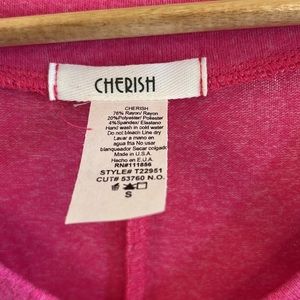 CHERISH
CHERISH
76% Rayon/ Rayon
20%Polyester/ Poliester
4%Spandex/ Elastano
Hand wash in cold water
Do not bleach Line dry
Lavar a mano en
agua fria No usar
blanqueador Secar colgado
Made in U.S.A.
Hecho en E.U.A.
RN#111886
STYLE# T22951
CUT# 53760 N.O.
S